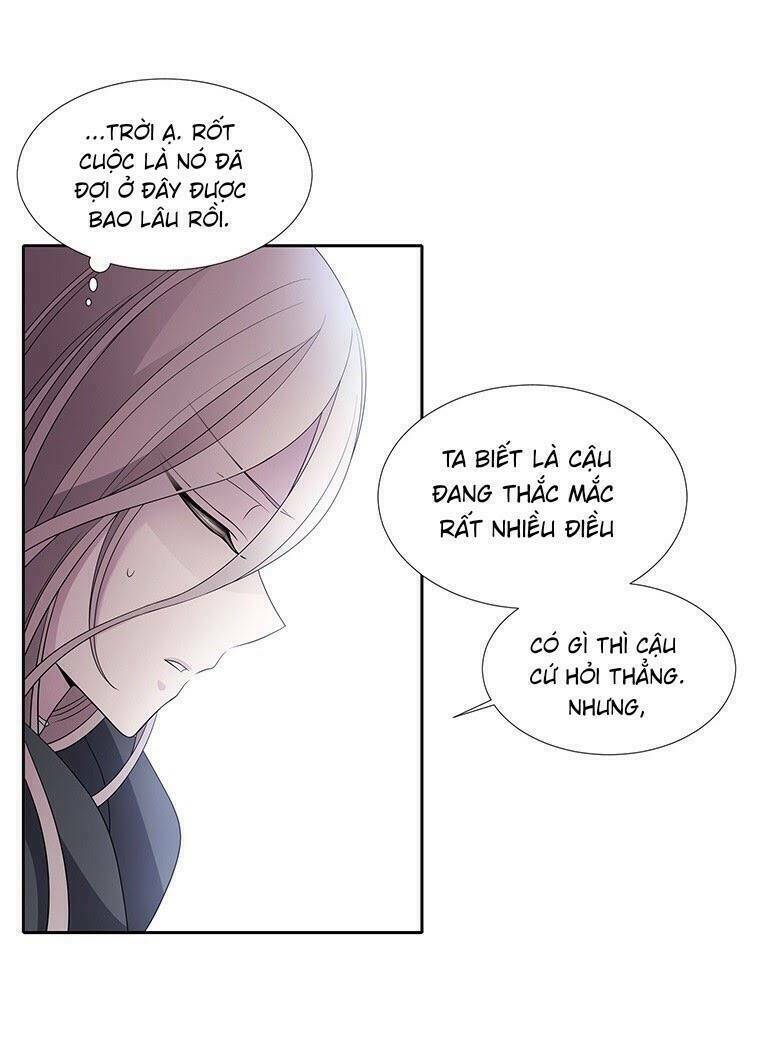 ...TRỜI Ạ. RỐT
CUỘC LÀ NÓ ĐÃ
ĐỢI Ở ĐÂY ĐƯỢC
BAO LÂU RỒI.
TA BIẾT LÀ CẬU
ĐANG THẮC MẮC
RẤT NHIỀU ĐIỀU
CÓ GÌ THÌ CẬU
CỨ HỎI THẲNG.
NHƯNG,